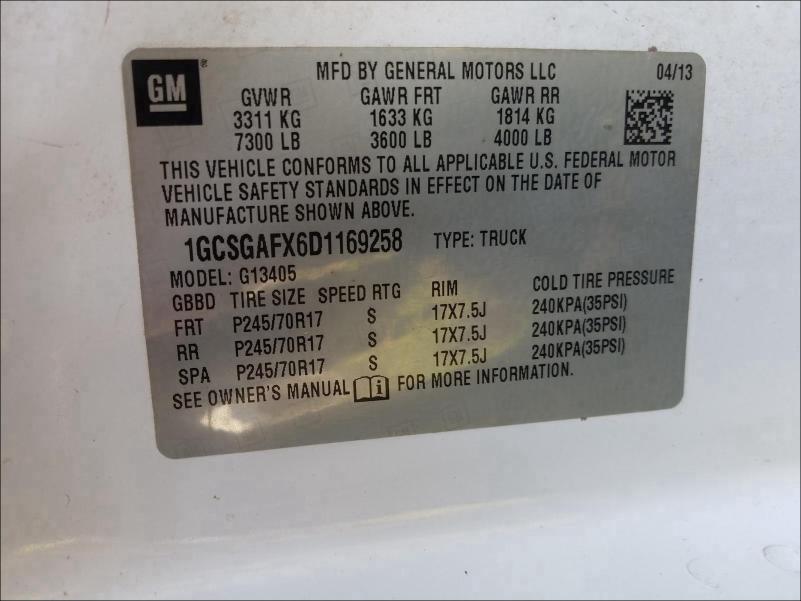 GM ®
MFD BY GENERAL MOTORS LLC 04/13
GVWR GAWR FRT GAWR RR
3311 KG 1633 KG 1814 KG
7300 LB 3600 LB 4000 LB
THIS VEHICLE CONFORMS TO ALL APPLICABLE U.S. FEDERAL MOTOR
VEHICLE SAFETY STANDARDS IN EFFECT ON THE DATE OF
MANUFACTURE SHOWN ABOVE.
1GCSGAFX6D1169258 TYPE: TRUCK
MODEL: G13405
GBBD TIRE SIZE SPEED RTG RIM COLD TIRE PRESSURE
FRT P245/70R17 S 17X7.5J 240KPA(35PSI)
RR P245/70R17 S 17X7.5J 240KPA(35PSI)
SPA P245/70R17 S 17X7.5J 240KPA(35PSI)
SEE OWNER'S MANUAL FOR MORE INFORMATION.